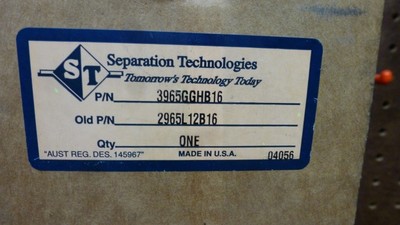 ST
Separation Technologies
Tomorrow's Technology Today
P/N 3965GGHB16
Old P/N 2965L12B16
Qty. ONE
"AUST REG. DES. 145967" MADE IN U.S.A. 04056